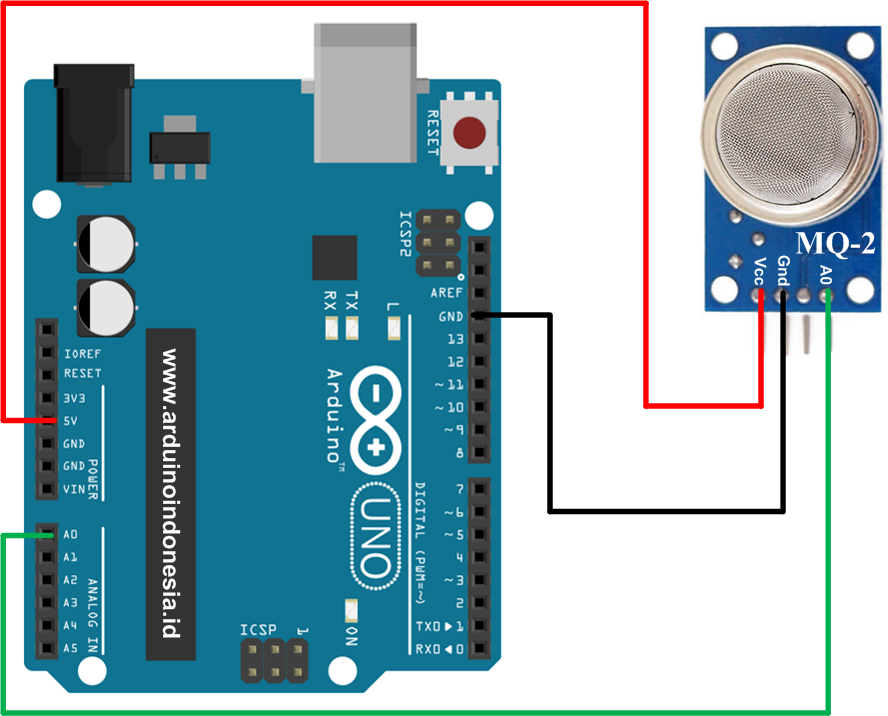 RESET
ICSP2
MQ-2
Vcc
Gnd
A0
AREF
GND
13
12
~11
~10
~9
8
7
~6
~5
4
~3
2
TX0▶1
RX0◀0
DIGITAL (PWM=~)
RX
TX
L
IOREF
RESET
3V3
5V
GND
GND
VIN
POWER
A0
A1
A2
A3
A4
A5
ANALOG IN
www.arduinoindonesia.id
Arduino™
UNO
ON
ICSP
1